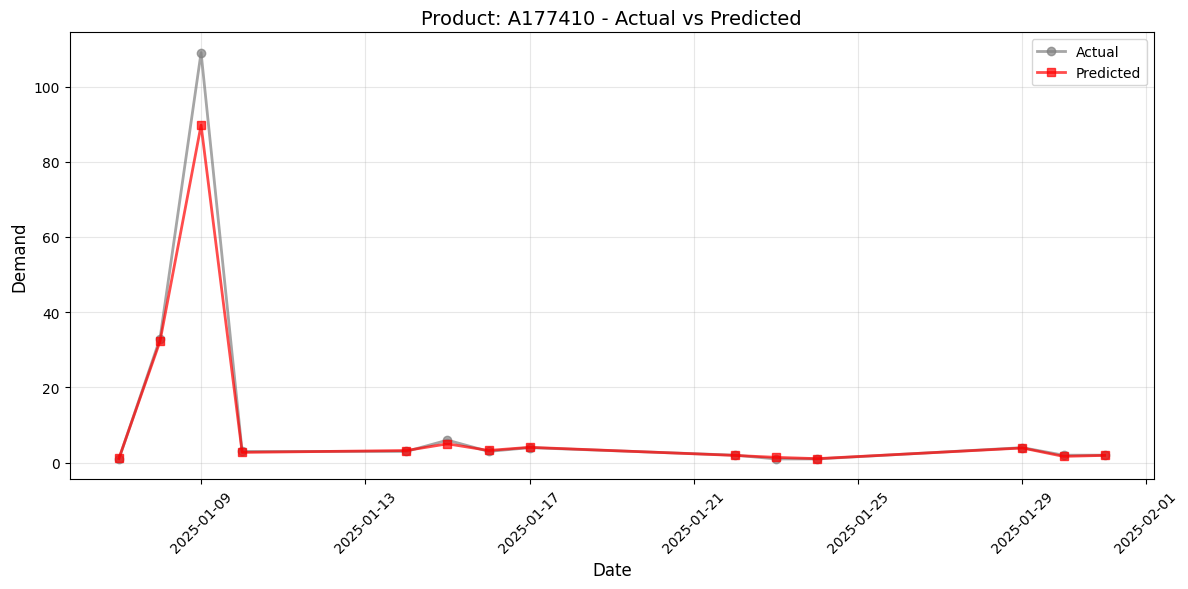 Product: A177410 - Actual vs Predicted
Actual
Predicted
Demand
100
80
60
40
20
0
2025-01-09
2025-01-13
2025-01-17
2025-01-21
2025-01-25
2025-01-29
2025-02-01
Date